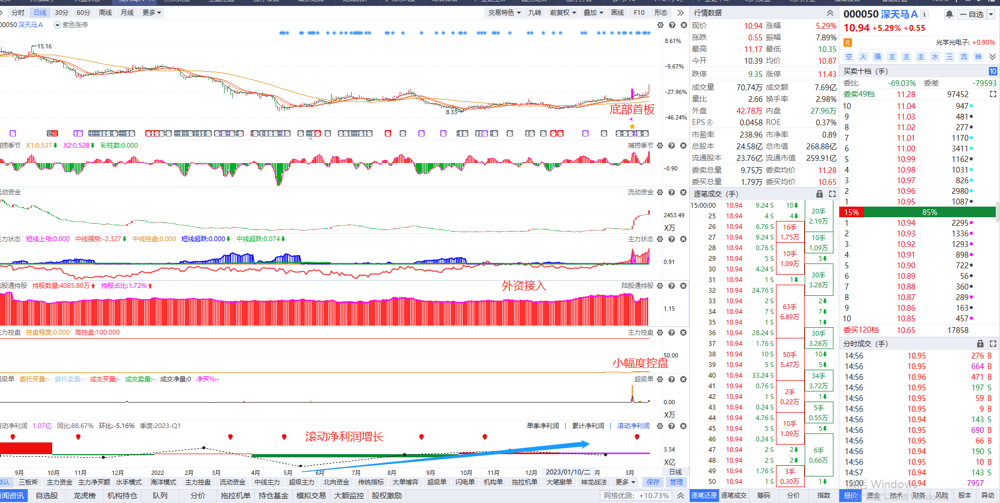 分时 日线 30分 60分 周线 月线 更多 交易特色 九转 前复权 叠加 画线 F10 形态
00050 深天马A 紫色涨停
15.16
8.33
8.61%
-9.67%
-27.96%
-46.24%
底部首板
捕捞季节 X1:0.537 X2:0.528 彩柱数:0.000 捕捞季节
-0.90
流动资金 流动资金
2453.49
X万
主力状态 短线上攻:0.000 中线强势:-2.327 中线控盘:0.000 短线超跌:0.000 中线超跌:0.074 主力状态
0.91
陆股通持股 持股数量:4085.80万 持股占比:1.72% 陆股通持股
外资接入
1.15
主力控盘 控盘程度:0.000 高控盘:100.000 主力控盘
50.00
小幅度控盘
超级单 委托买量:- 委托卖量:- 成交买量:- 成交卖量:- 成交净量:0 净买%:- 超级单
0.00
X万
滚动净利润 1.07亿 同比:88.67% 环比:-5.16% 季度:2023-Q1 单季净利润 | 累计净利润 | 滚动净利润
滚动净利润增长
3.34
X亿
9月 10月 11月 12月 2022 2月 3月 4月 5月 6月 7月 8月 9月 10月 11月 12月 2023/01/10/二 月 3月 日线
默认 三板斧 主力资金 主力净买额 水手模式 海洋模式 主力控盘 流动资金 中线主力 超级主力 北向资金 传统指标 大单博弈 超级单 闪电单 机构单 拖拉机单 大笔撤单 神龙战法 更多 保存 管理
新闻资讯 自选股 龙虎榜 机构持仓 队列 分价 拖拉机单 持仓基金 模拟交易 大额监控 股权激励 网格优测: +10.73%
行情数据
现价 10.94 涨幅 5.29%
涨跌 0.55 振幅 7.89%
最高 11.17 最低 10.35
今开 10.39 均价 10.87
跌停 9.35 涨停 11.43
成交量 70.74万 成交额 7.69亿
量比 2.66 换手率 2.98%
外盘 42.78万 内盘 27.96万
EPS④ 0.0458 ROE 0.37%
市盈率 238.96 市净率 0.89
总股本 24.58亿 总市值 268.88亿
流通股本 23.76亿 流通市值 259.91亿
委卖总量 9.75万 委卖均价 11.28
委买总量 1.79万 委买均价 10.65
逐笔成交 (手)
15:00:00 10.94 9.24 S 10
25 10.94 4 S 4
26 10.94 6.76 S
27 10.94 9.24 S
28 10.94 0.76 S
29 10.94 5 S 5
30 10.94 4.24 S
31 10.94 1 S 1
32 10.94 24.76 S
33 10.94 2 S 2
34 10.94 7 S 7
35 10.94 1 S 1
36 10.94 28.24 S
37 10.94 1.76 S
38 10.94 10 S 10
39 10.94 5 S 5
40 10.94 33.24 S
41 10.94 0.76 S
42 10.94 1 S 1
43 10.94 0.24 S
44 10.94 4.76 S
45 10.94 5 S 5
46 10.94 0.24 S
47 10.94 2 S 2
48 10.94 2 S 2
49 10.94 1.76 S
50 10.94 1 S 1
16手
1.75万
10手
1.09万
63手
6.89万
50手
5.47万
2手
0.22万
10手
1.09万
3手
0.30万
20手
2.19万
10手
1.09万
30手
3.28万
30手
3.28万
34手
3.72万
5手
0.55万
6手
0.66万
逐笔还原 逐笔成交 筹码 分价 指数
000050 深天马A 自选
10.94 +5.29% +0.55
R 光学光电子: +0.90%
空 火 强 主 主 主 水 三 流 神
买卖十档 (手) 10
委比 -69.03% 委差 -79593
委卖49档 11.28 97452
10 11.04 947
9 11.03 481
8 11.02 277
7 11.01 1170
6 11.00 3411
5 10.99 1162
4 10.98 1031
3 10.97 826
2 10.96 2980
1 10.95 1087
15% 85%
1 10.94 2295
2 10.93 1336
3 10.92 1293
4 10.91 898
5 10.90 722
6 10.89 56
7 10.88 360
8 10.87 289
9 10.86 163
10 10.85 457
委买120档 10.65 17858
分时成交 (手)
14:56 10.95 276 B
14:56 10.95 664 B
14:56 10.96 471 B
14:56 10.95 197 S
14:56 10.95 59 B
14:56 10.95 9 B
14:56 10.94 143 S
14:56 10.95 690 B
14:56 10.95 66 B
14:56 10.94 190 S
14:56 10.95 10 B
14:57 10.94 143 S
15:00 10.94 7957
激活 Windows
报价 资金 技术 财务 风险 股本 异动